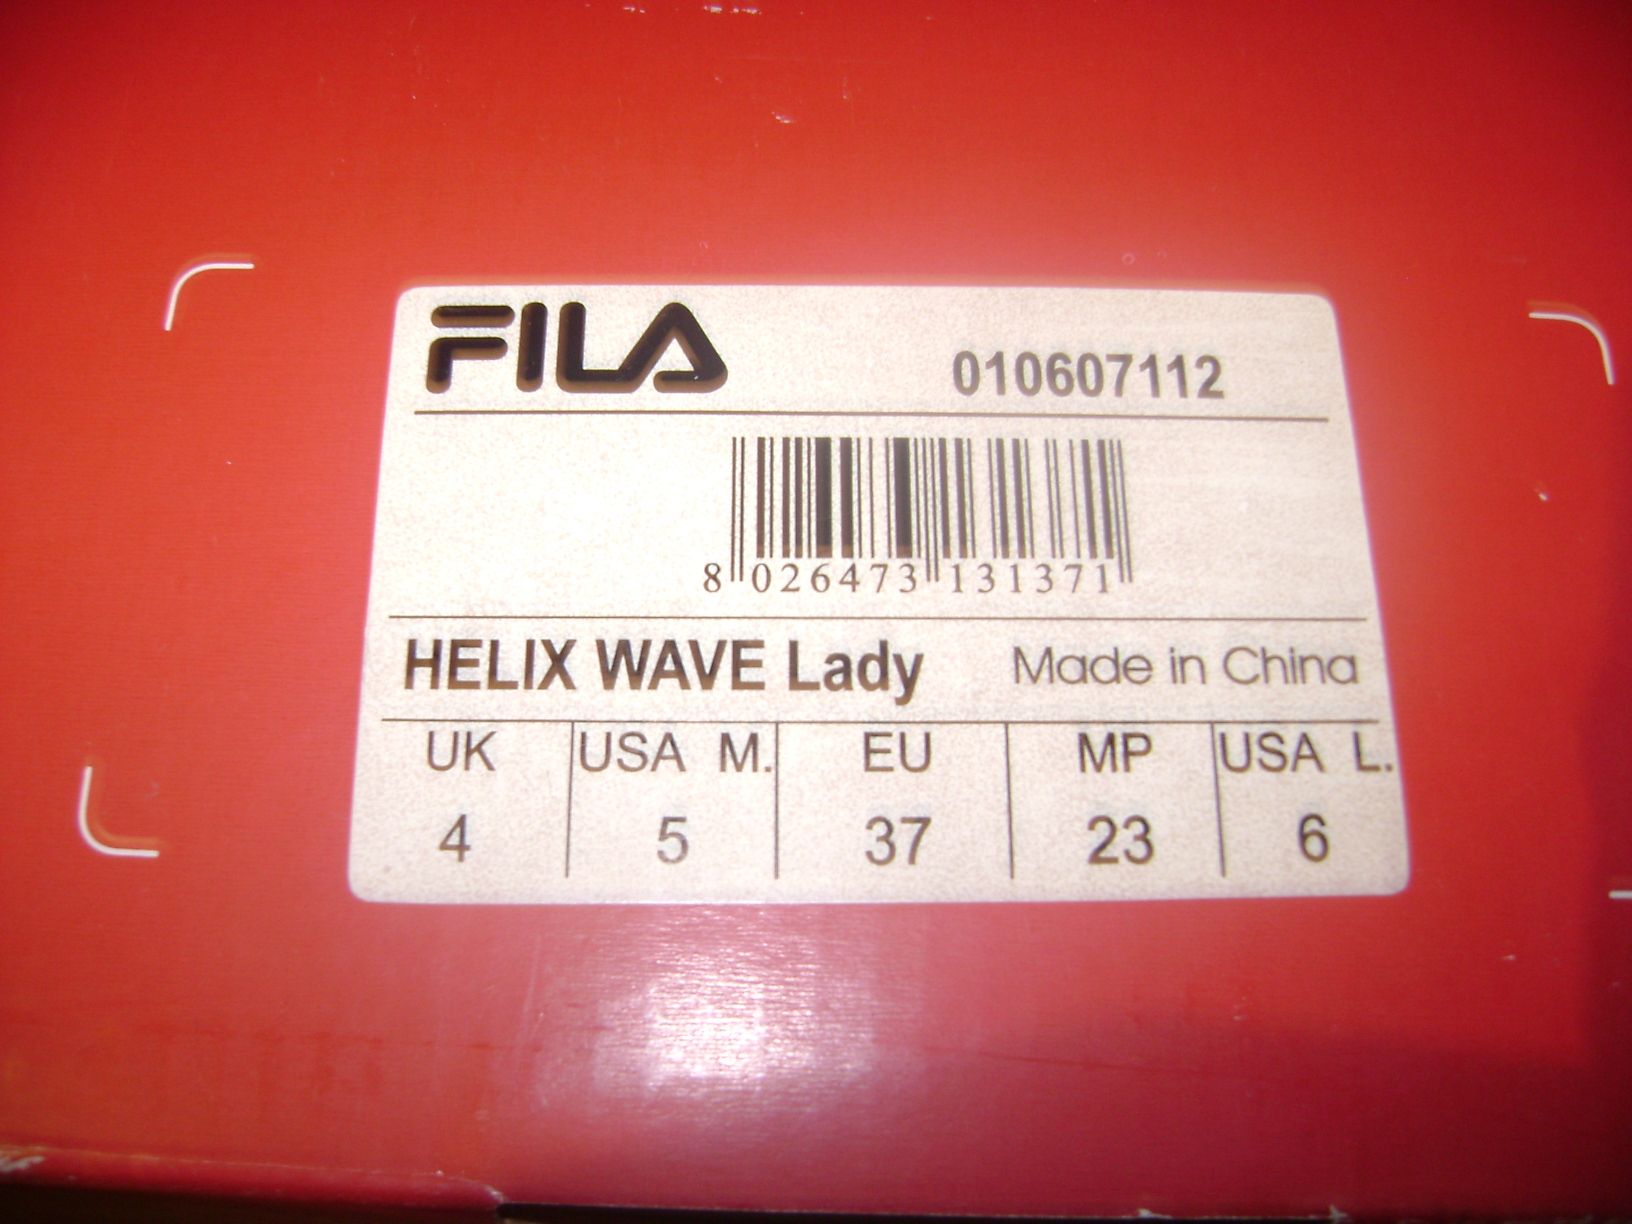 FILA
010607112
8 026473 131371
HELIX WAVE Lady Made in China
UK USA M. EU MP USA L.
4 5 37 23 6